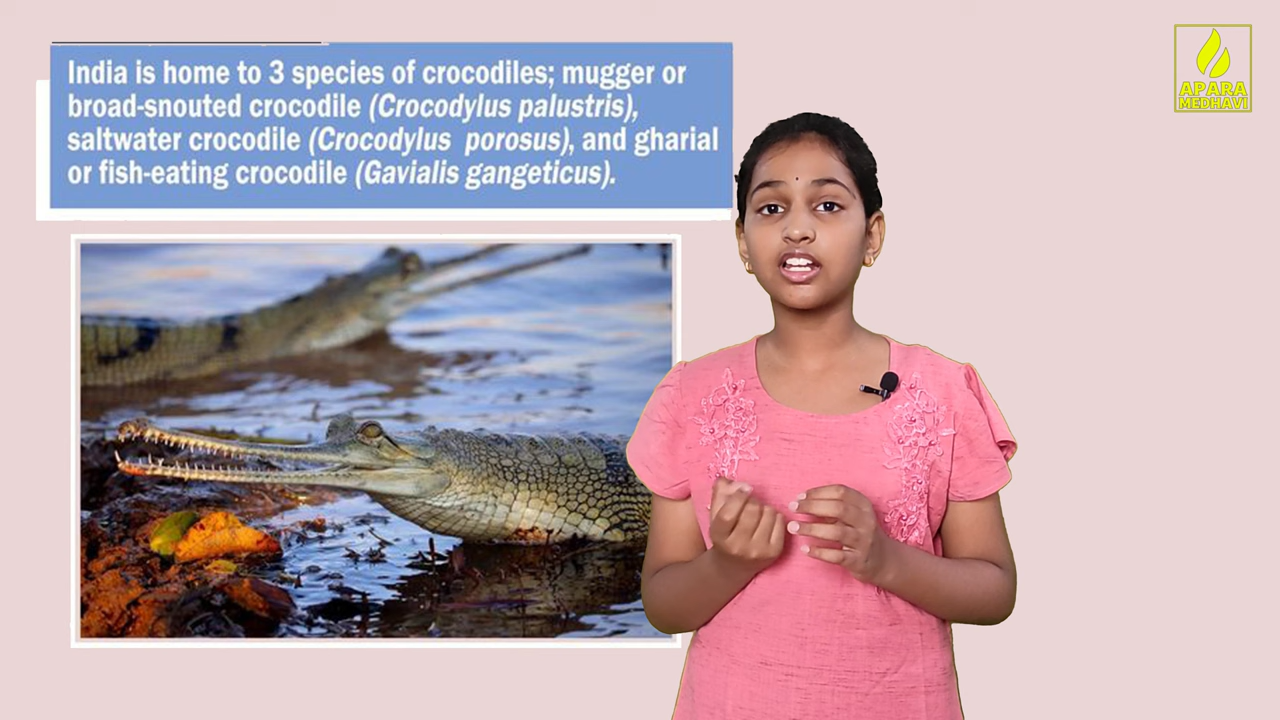 India is home to 3 species of crocodiles; mugger or
broad-snouted crocodile (Crocodylus palustris),
saltwater crocodile (Crocodylus porosus), and gharial
or fish-eating crocodile (Gavialis gangeticus).
APARA
MEDHAVI